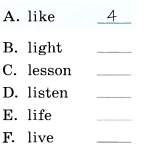 A. like 4
B. light
C. lesson
D. listen
E. life
F. live